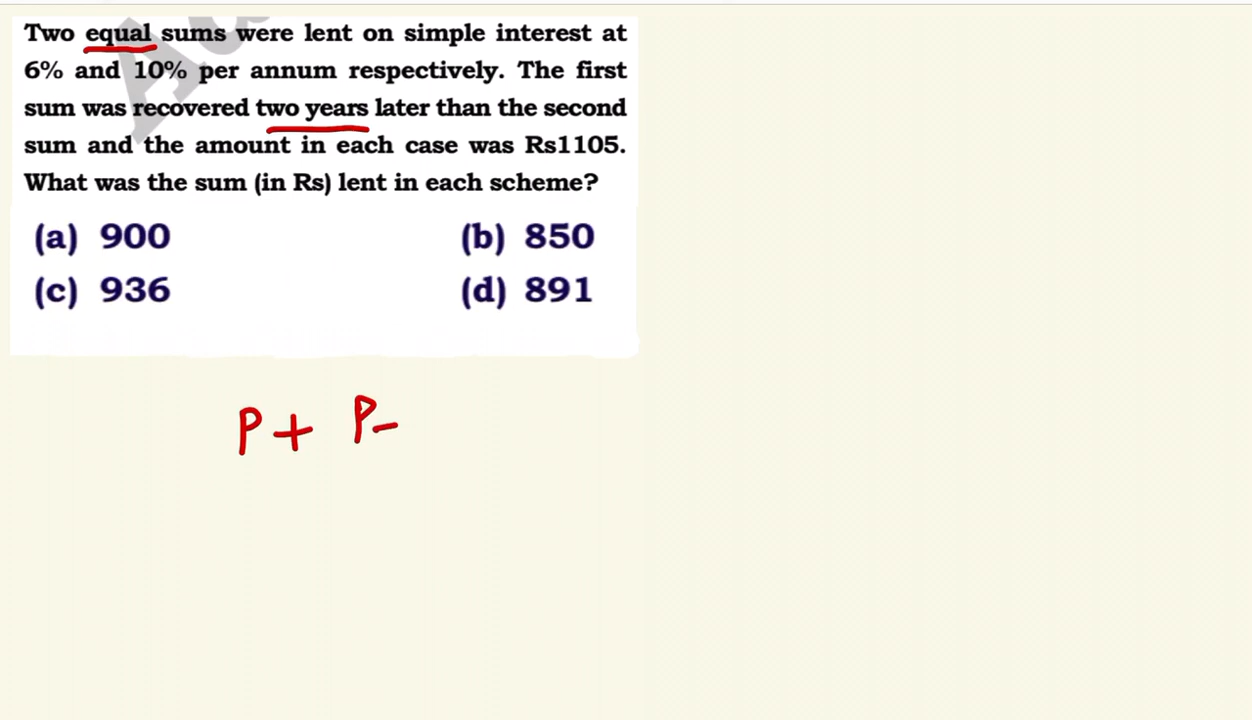 Two equal sums were lent on simple interest at
6% and 10% per annum respectively. The first
sum was recovered two years later than the second
sum and the amount in each case was Rs1105.
What was the sum (in Rs) lent in each scheme?
(a) 900 (b) 850
(c) 936 (d) 891
P + P-